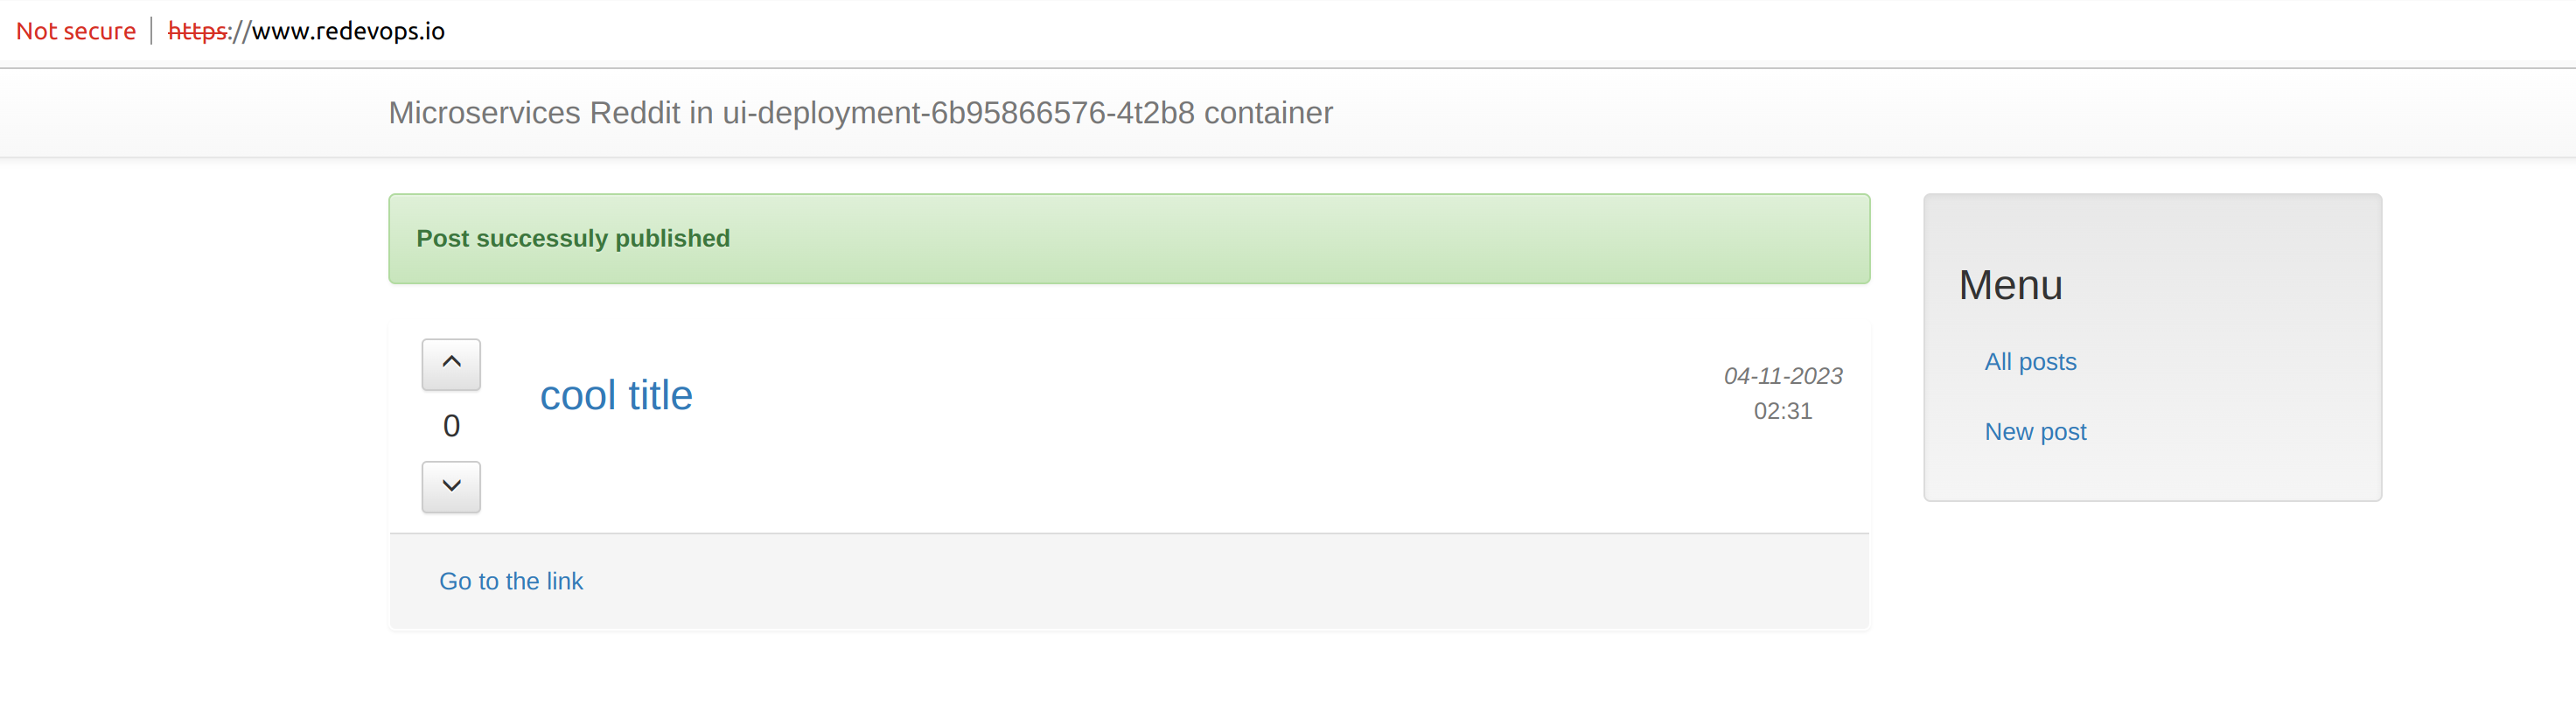 Not secure | https://www.redevops.io
Microservices Reddit in ui-deployment-6b95866576-4t2b8 container
Post successuly published
0
cool title
04-11-2023
02:31
Go to the link
Menu
All posts
New post